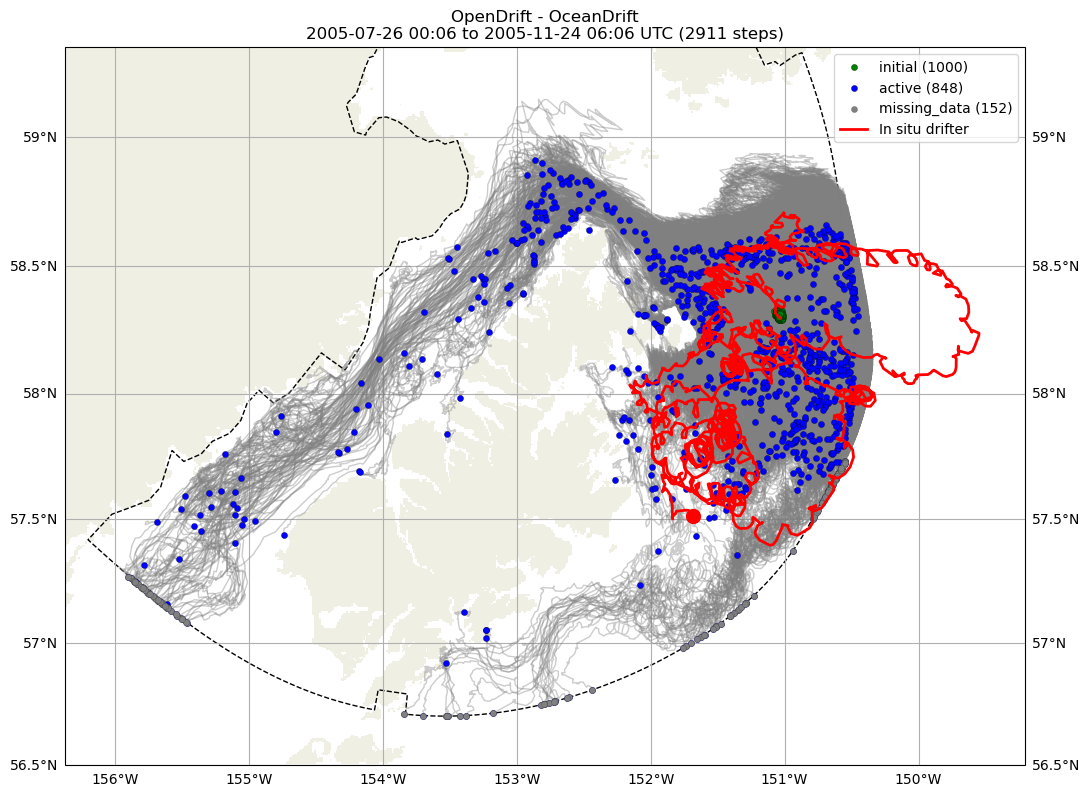 OpenDrift - OceanDrift
2005-07-26 00:06 to 2005-11-24 06:06 UTC (2911 steps)
initial (1000)
active (848)
missing_data (152)
In situ drifter
59°N
59°N
58.5°N
58.5°N
58°N
58°N
57.5°N
57.5°N
57°N
57°N
56.5°N
56.5°N
156°W
155°W
154°W
153°W
152°W
151°W
150°W